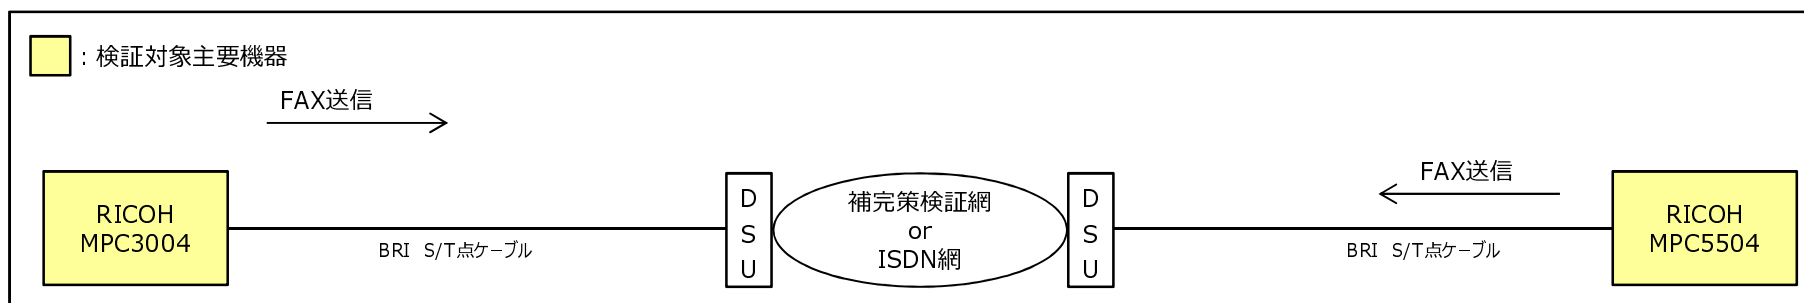 ：検証対象主要機器
FAX送信
FAX送信
RICOH
MPC3004
BRI S/T点ケーブル
D
S
U
補完策検証網
or
ISDN網
D
S
U
BRI S/T点ケーブル
RICOH
MPC5504